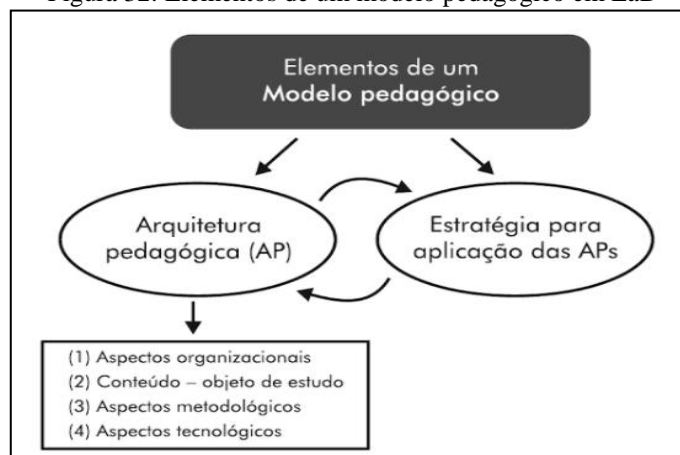 Figura 32: Elementos de um modelo pedagógico em EaD
Elementos de um
Modelo pedagógico
Arquitetura
pedagógica (AP)
Estratégia para
aplicação das APs
(1) Aspectos organizacionais
(2) Conteúdo – objeto de estudo
(3) Aspectos metodológicos
(4) Aspectos tecnológicos